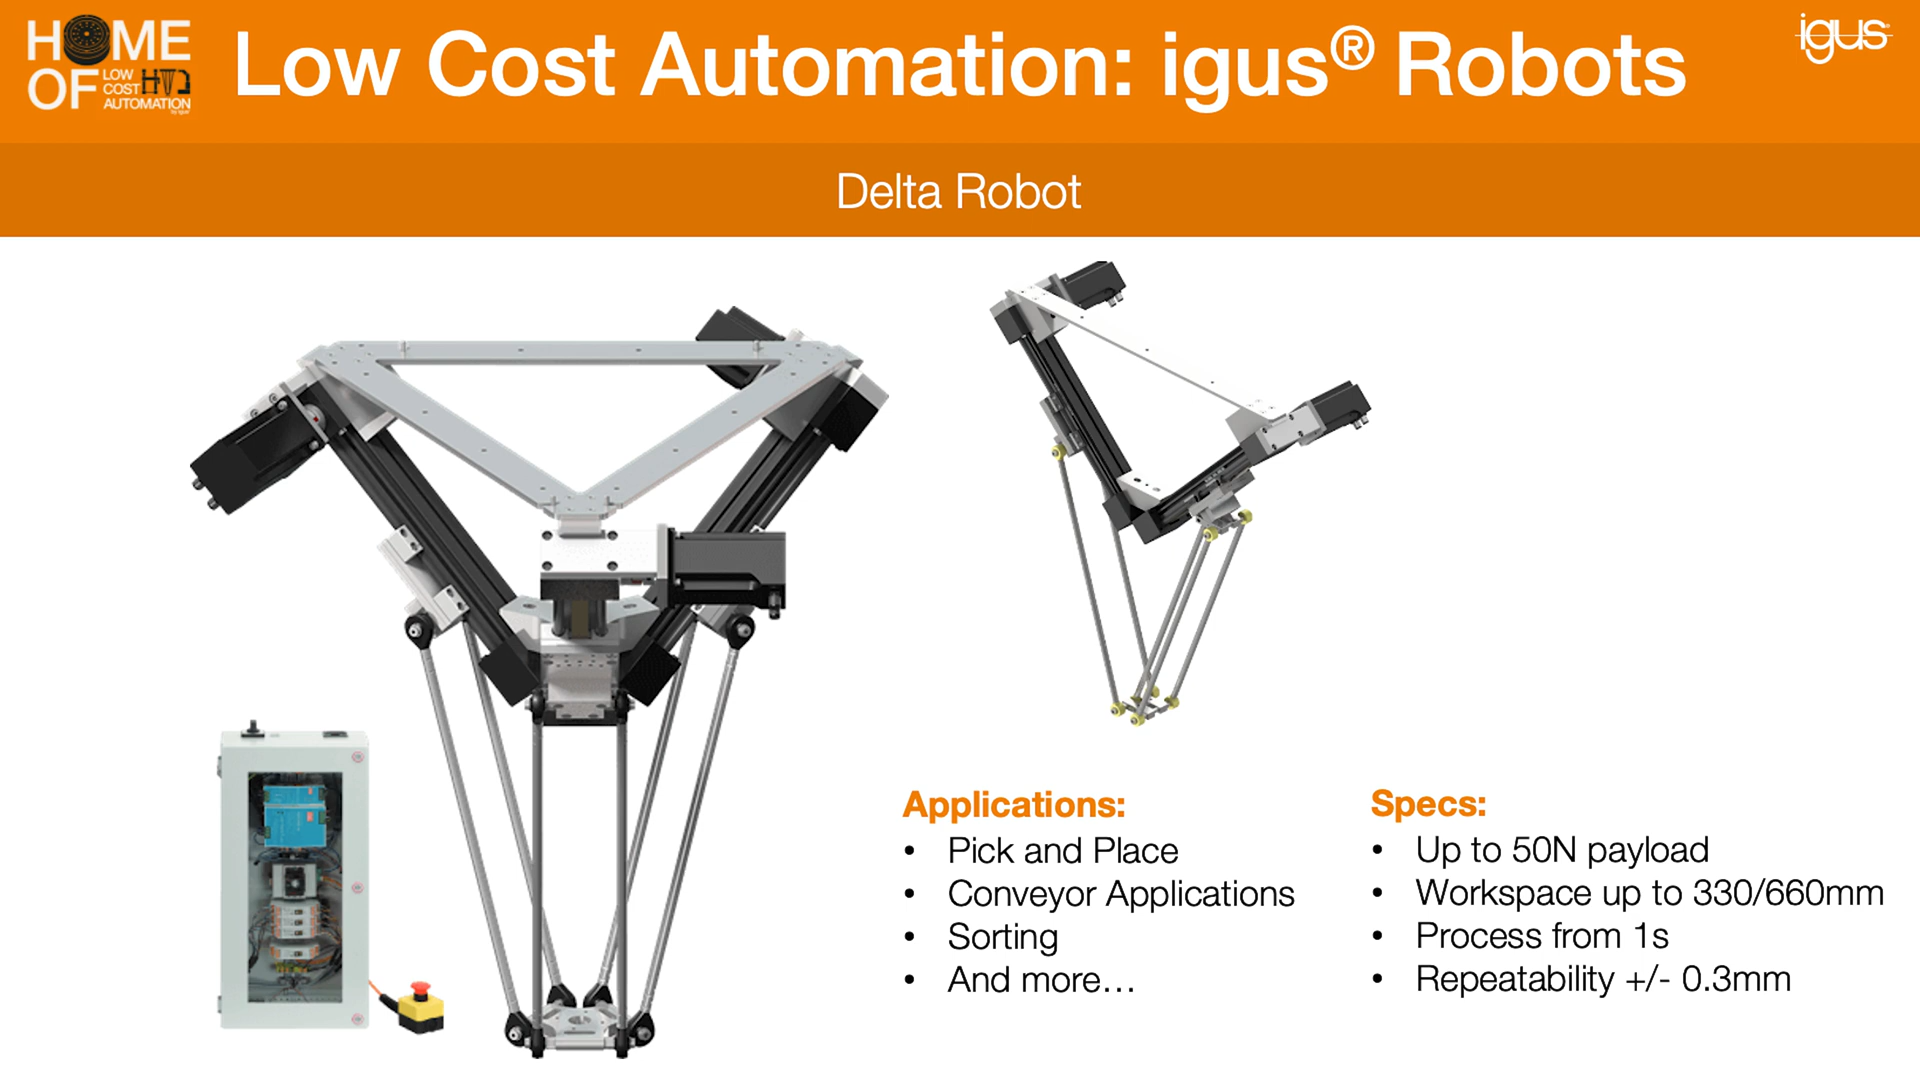 HOME
OF LOW COST AUTOMATION
by igus
Low Cost Automation: igus® Robots
igus®
Delta Robot
Applications:
• Pick and Place
• Conveyor Applications
• Sorting
• And more…
Specs:
• Up to 50N payload
• Workspace up to 330/660mm
• Process from 1s
• Repeatability +/- 0.3mm